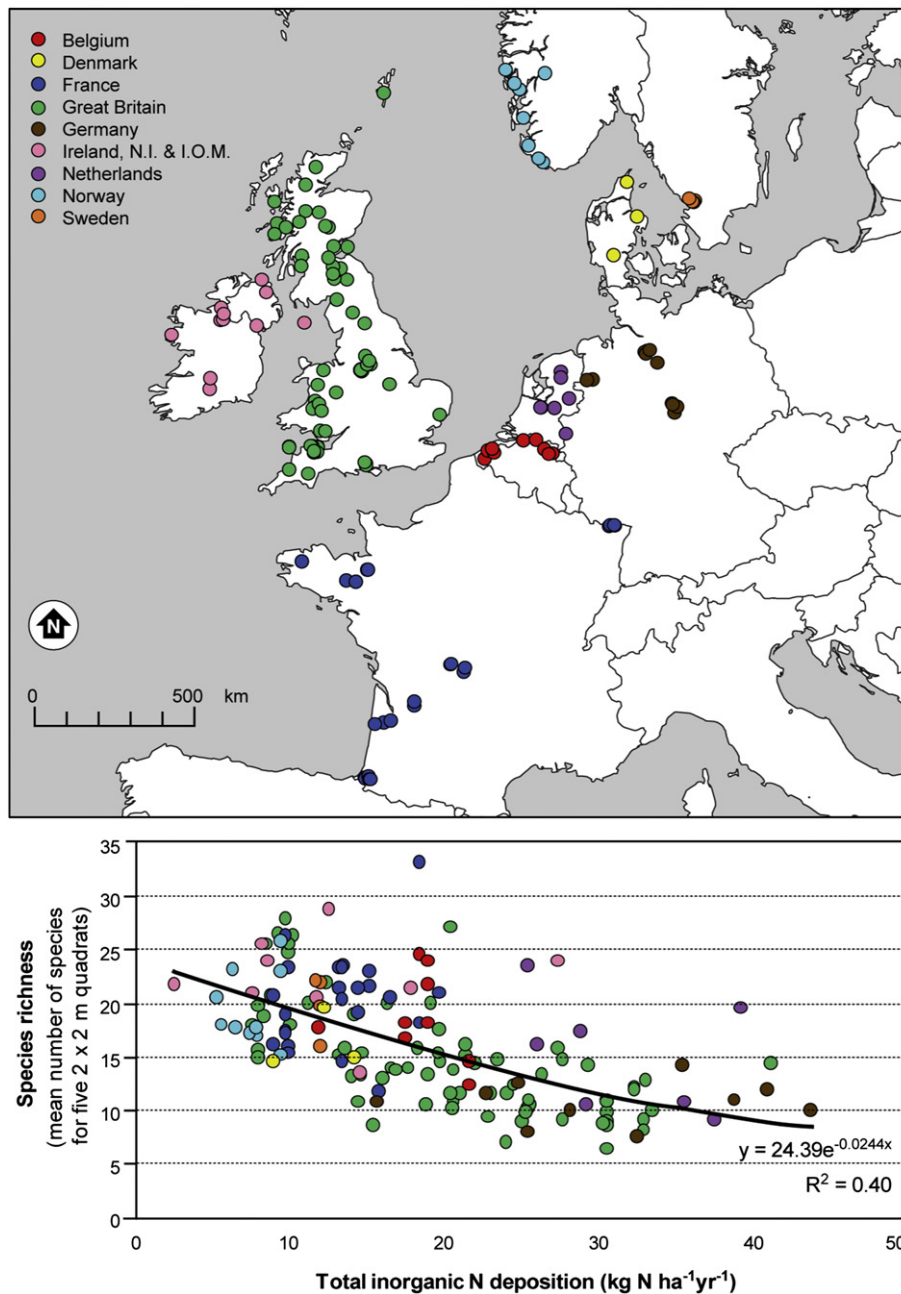 Belgium
Denmark
France
Great Britain
Germany
Ireland, N.I. & I.O.M.
Netherlands
Norway
Sweden
N
0 500 km
35
30
25
20
15
10
5
0
Species richness
(mean number of species
for five 2 x 2 m quadrats)
y = 24.39e^-0.0244x
R² = 0.40
0 10 20 30 40 50
Total inorganic N deposition (kg N ha⁻¹yr⁻¹)